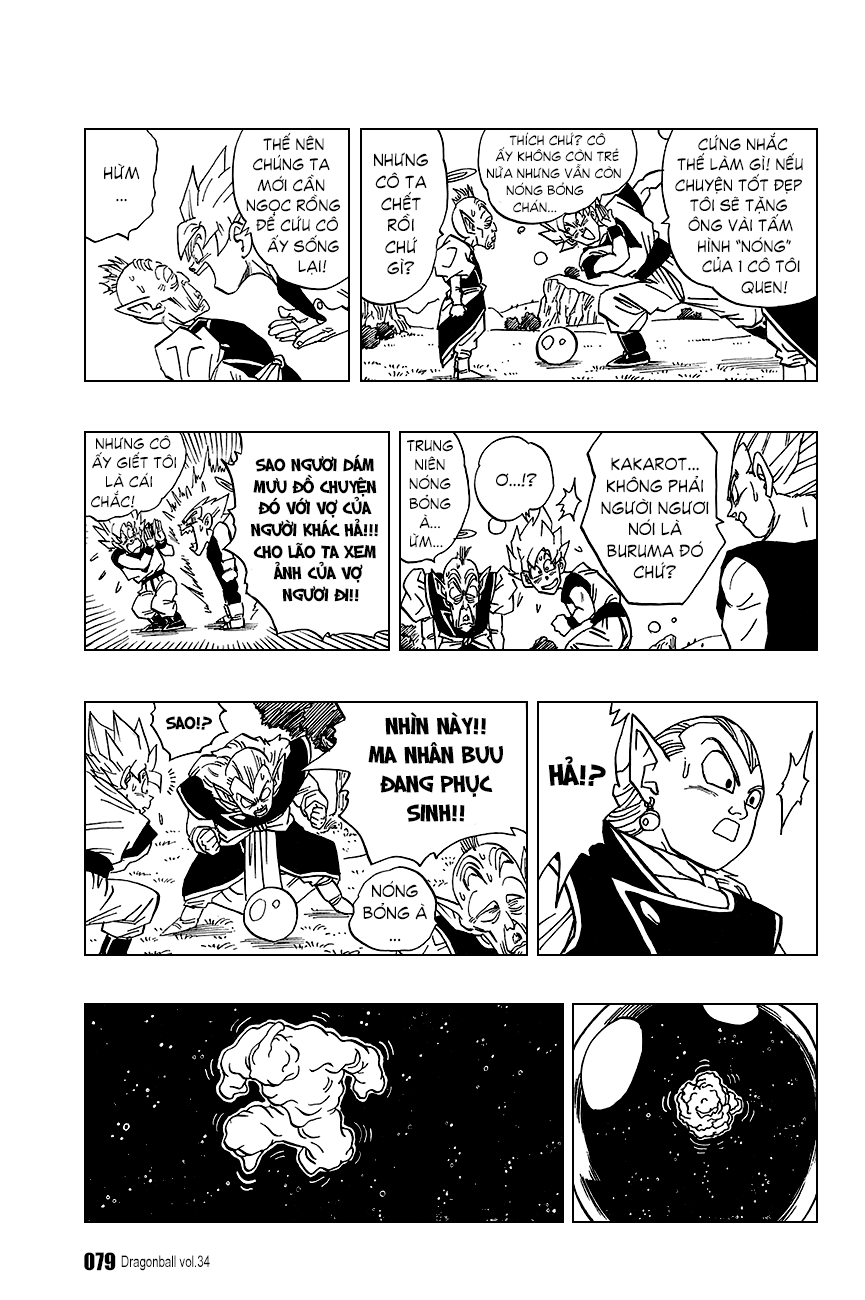 CỨNG NHẮC
THẾ LÀM GÌ! NẾU
CHUYỆN TỐT ĐẸP
TÔI SẼ TẶNG
ÔNG VÀI TẤM
HÌNH "NÓNG"
CỦA 1 CÔ TÔI
QUEN!
THÍCH CHỨ? CÔ
ẤY KHÔNG CÒN TRẺ
NỮA NHƯNG VẪN CÒN
NÓNG BỎNG
CHÁN...
NHƯNG
CÔ TA
CHẾT
RỒI
CHỨ
GÌ?
THẾ NÊN
CHÚNG TA
MỚI CẦN
NGỌC RỒNG
ĐỂ CỨU CÔ
ẤY SỐNG
LẠI!
HỪM
...
KAKAROT...
KHÔNG PHẢI
NGƯỜI NGƯƠI
NÓI LÀ
BURUMA ĐÓ
CHỨ?
Ơ...!?
TRUNG
NIÊN
NÓNG
BỎNG
À...
ỪM...
SAO NGƯƠI DÁM
MƯU ĐỒ CHUYỆN
ĐÓ VỚI VỢ CỦA
NGƯỜI KHÁC HẢ!!!
CHO LÃO TA XEM
ẢNH CỦA VỢ
NGƯƠI ĐI!!
NHƯNG CÔ
ẤY GIẾT TÔI
LÀ CÁI
CHẮC!
HẢ!?
NHÌN NÀY!!
MA NHÂN BUU
ĐANG PHỤC
SINH!!
SAO!?
NÓNG
BỎNG À
...
079 Dragonball vol.34